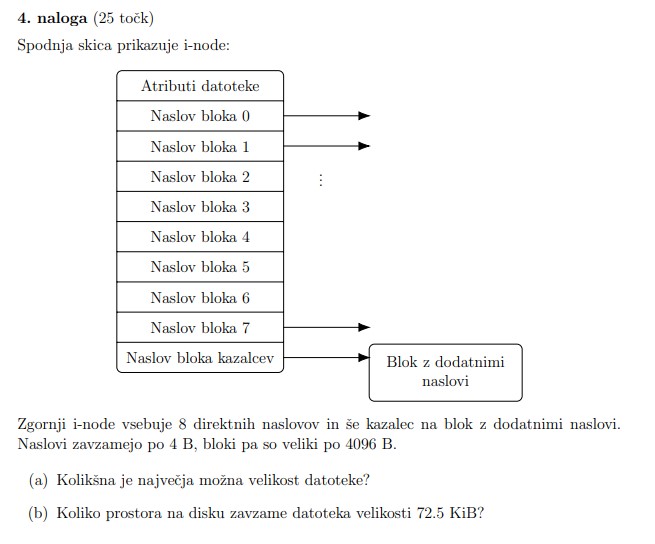 4. naloga (25 točk)
Spodnja skica prikazuje i-node:
Atributi datoteke
Naslov bloka 0
Naslov bloka 1
Naslov bloka 2
Naslov bloka 3
Naslov bloka 4
Naslov bloka 5
Naslov bloka 6
Naslov bloka 7
Naslov bloka kazalcev
Blok z dodatnimi
naslovi
Zgornji i-node vsebuje 8 direktnih naslovov in še kazalec na blok z dodatnimi naslovi.
Naslovi zavzamejo po 4 B, bloki pa so veliki po 4096 B.
(a) Kolikšna je največja možna velikost datoteke?
(b) Koliko prostora na disku zavzame datoteka velikosti 72.5 KiB?